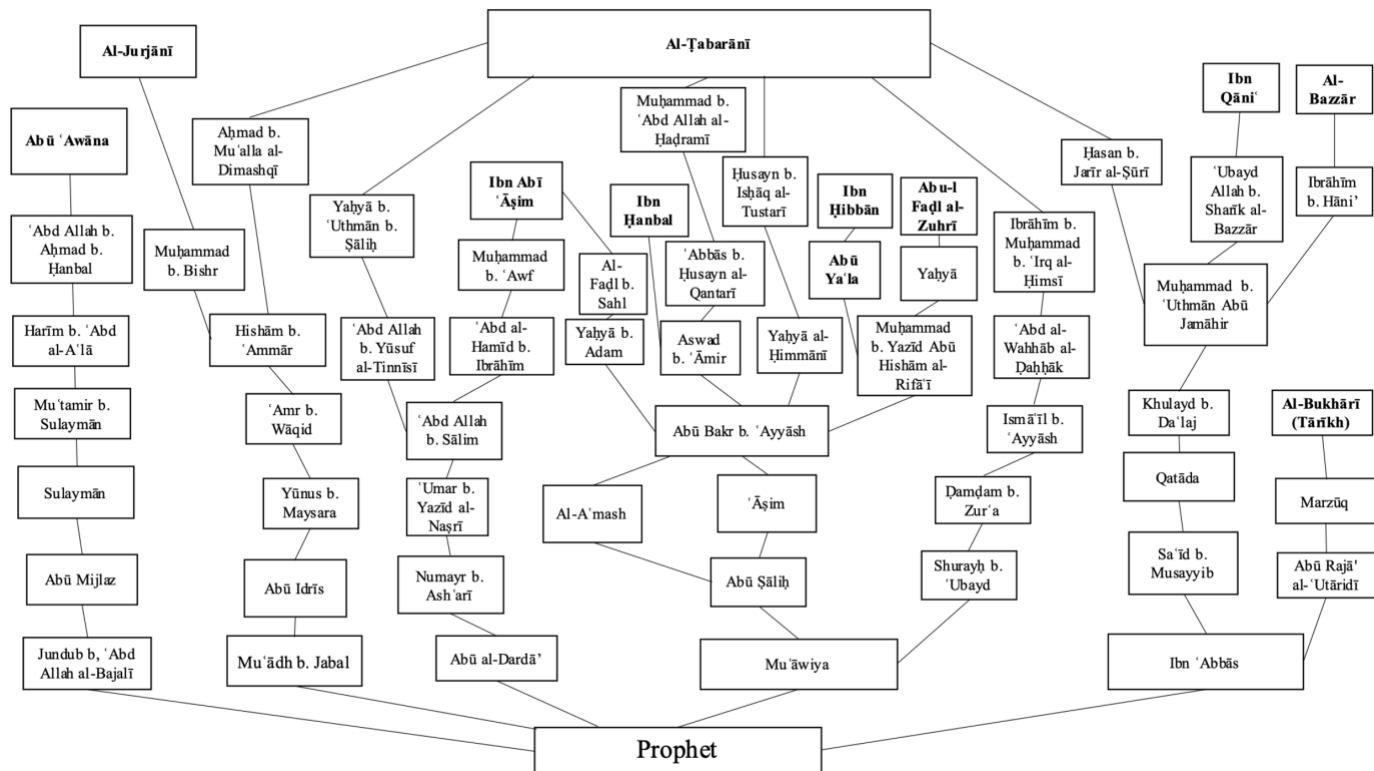 Al-Jurjānī
Al-Ṭabarānī
Abū ʿAwāna
Aḥmad b.
Muʿalla al-
Dimashqī
Muḥammad b.
ʿAbd Allah al-
Ḥaḍramī
Ibn
Qāniʿ
Al-
Bazzār
Yaḥyā b.
ʿUthmān b.
Ṣāliḥ
Ibn Abī
ʿĀṣim
Ibn
Ḥanbal
Ḥusayn b.
Isḥāq al-
Tustarī
Ibn
Ḥibbān
Abu-l
Faḍl al-
Zuhrī
Ḥasan b.
Jarīr al-Ṣūrī
ʿUbayd
Allah b.
Sharīk al-
Bazzār
Ibrāhīm
b. Hāni’
ʿAbd Allah b.
Aḥmad b.
Ḥanbal
Muḥammad
b. Bishr
Muḥammad
b. ʿAwf
Al-
Faḍl b.
Sahl
ʿAbbās b.
Ḥusayn al-
Qantarī
Abū
Yaʿla
Yaḥyā
Ibrāhīm b.
Muḥammad
b. ʿIrq al-
Ḥimsī
Muḥammad b.
ʿUthmān Abū
Jamāhir
Harīm b. ʿAbd
al-Aʿlā
Hishām b.
ʿAmmār
ʿAbd Allah
b. Yūsuf
al-Tinnīsī
ʿAbd al-
Hamīd b.
Ibrāhīm
Yaḥyā b.
Adam
Aswad
b. ʿĀmir
Yaḥyā al-
Ḥimmānī
Muḥammad
b. Yazīd Abū
Hishām al-
Rifāʿī
ʿAbd al-
Wahhāb al-
Ḍaḥḥāk
Muʿtamir b.
Sulaymān
ʿAmr b.
Wāqid
ʿAbd Allah
b. Sālim
Abū Bakr b. ʿAyyāsh
Ismāʿīl b.
ʿAyyāsh
Khulayd b.
Daʿlaj
Al-Bukhārī
(Tārīkh)
Sulaymān
Yūnus b.
Maysara
ʿUmar b.
Yazīd al-
Naṣrī
Al-Aʿmash
ʿĀṣim
Ḍamḍam b.
Zurʿa
Qatāda
Marzūq
Abū Mijlaz
Abū Idrīs
Numayr b.
Ashʿarī
Abū Ṣāliḥ
Shurayḥ b.
ʿUbayd
Saʿīd b.
Musayyib
Abū Rajā'
al-ʿUtāridī
Jundub b, ʿAbd
Allah al-Bajalī
Muʿādh b. Jabal
Abū al-Dardā’
Muʿāwiya
Ibn ʿAbbās
Prophet